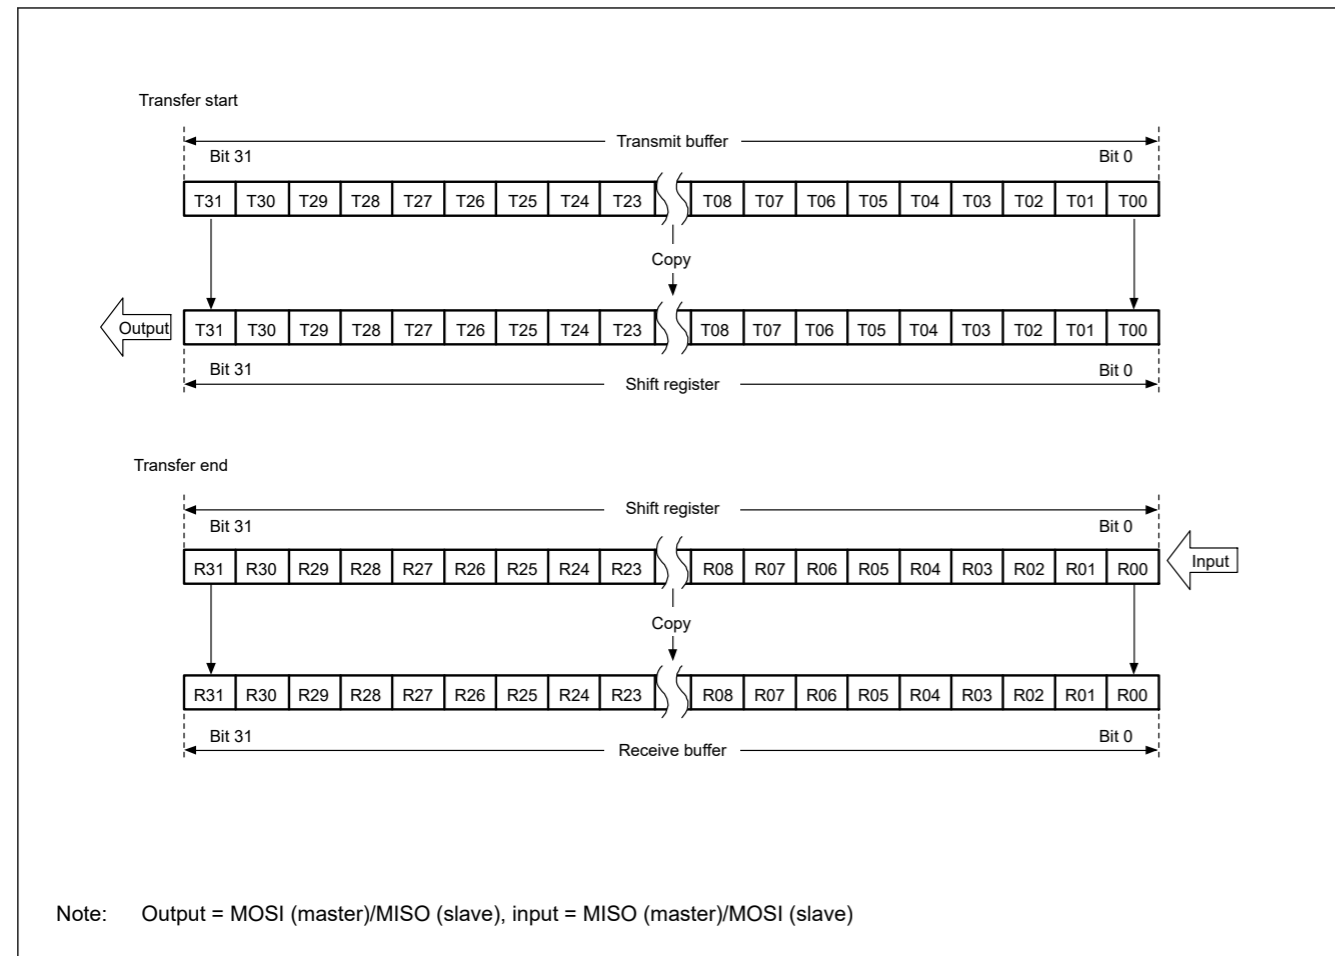 Transfer start
Transmit buffer
Bit 31 Bit 0
T31 T30 T29 T28 T27 T26 T25 T24 T23 T08 T07 T06 T05 T04 T03 T02 T01 T00
Copy
Output T31 T30 T29 T28 T27 T26 T25 T24 T23 T08 T07 T06 T05 T04 T03 T02 T01 T00
Bit 31 Bit 0
Shift register
Transfer end
Shift register
Bit 31 Bit 0
R31 R30 R29 R28 R27 R26 R25 R24 R23 R08 R07 R06 R05 R04 R03 R02 R01 R00 Input
Copy
R31 R30 R29 R28 R27 R26 R25 R24 R23 R08 R07 R06 R05 R04 R03 R02 R01 R00
Bit 31 Bit 0
Receive buffer
Note: Output = MOSI (master)/MISO (slave), input = MISO (master)/MOSI (slave)